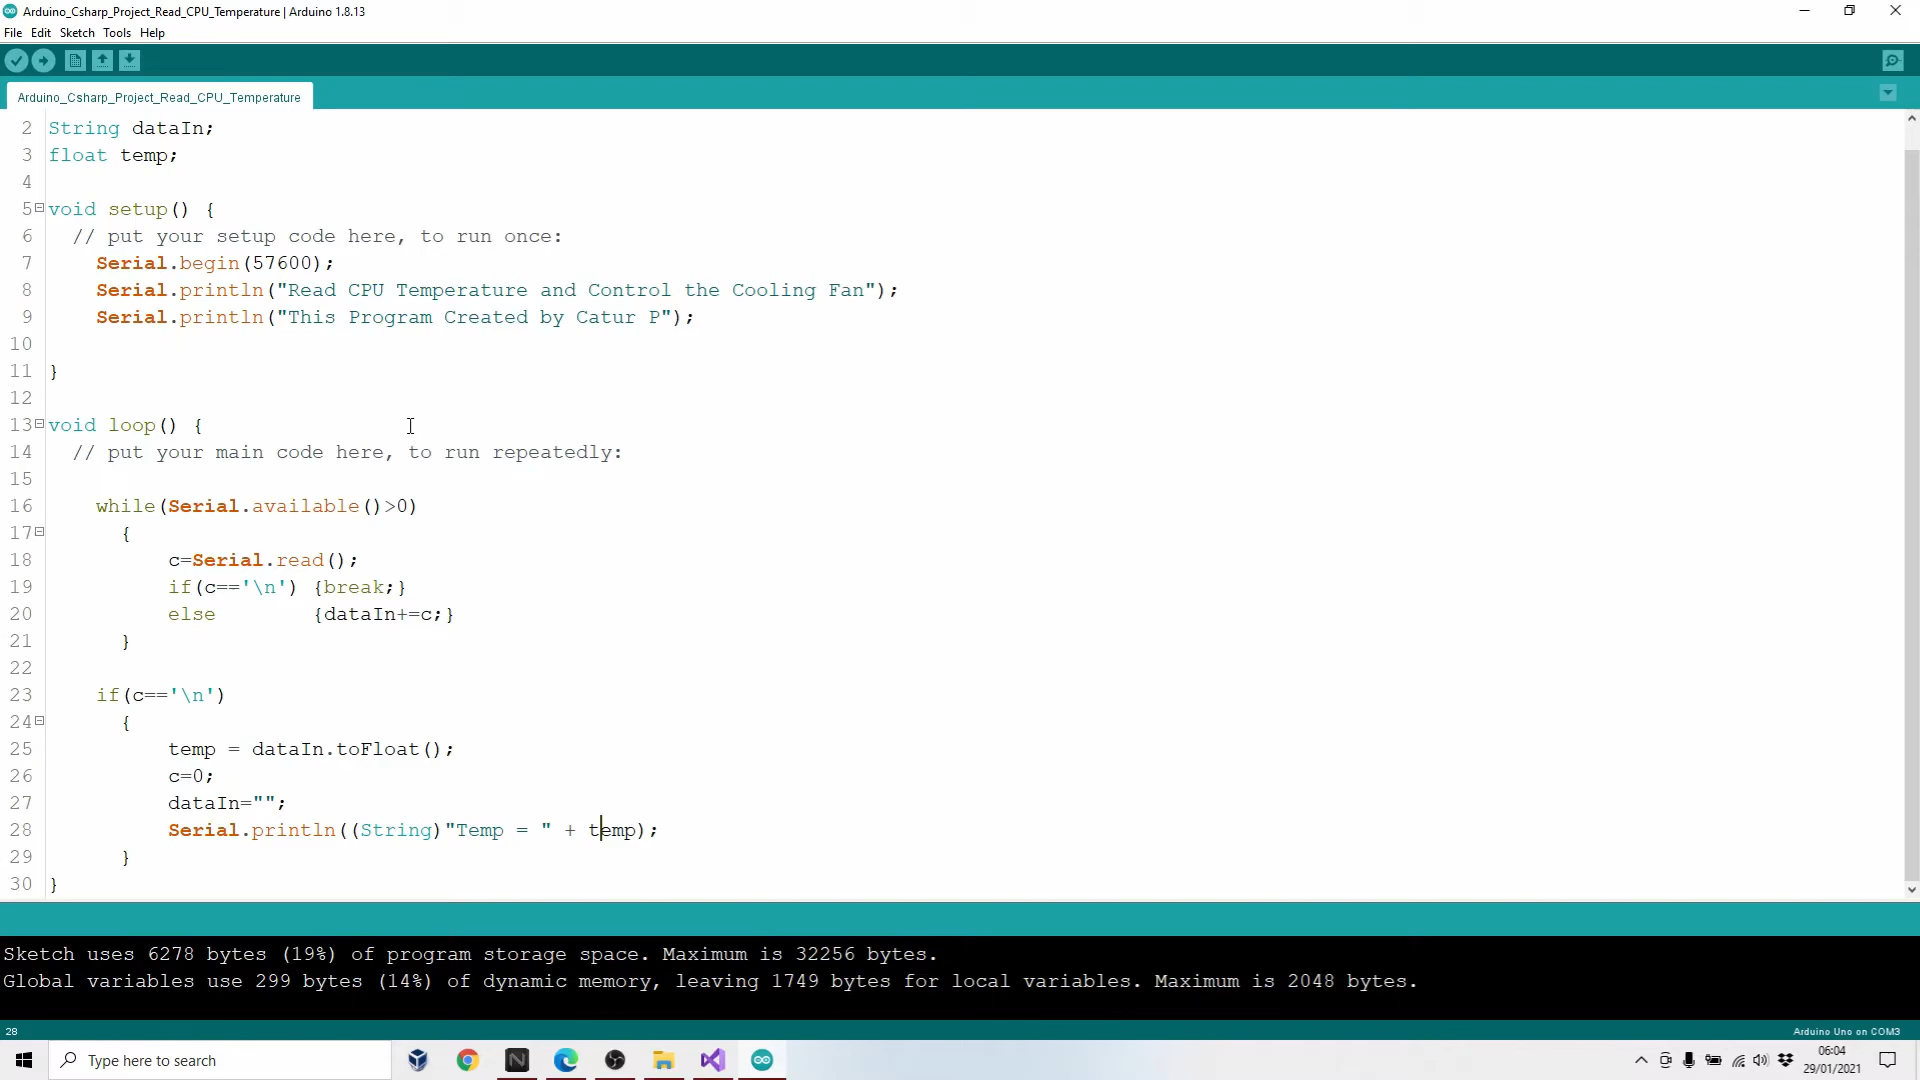 Arduino_Csharp_Project_Read_CPU_Temperature | Arduino 1.8.13
File Edit Sketch Tools Help
Arduino_Csharp_Project_Read_CPU_Temperature
2 String dataIn;
3 float temp;
4
5 void setup() {
6 // put your setup code here, to run once:
7 Serial.begin(57600);
8 Serial.println("Read CPU Temperature and Control the Cooling Fan");
9 Serial.println("This Program Created by Catur P");
10
11 }
12
13 void loop() {
14 // put your main code here, to run repeatedly:
15
16 while(Serial.available()>0)
17 {
18 c=Serial.read();
19 if(c=='\n') {break;}
20 else {dataIn+=c;}
21 }
22
23 if(c=='\n')
24 {
25 temp = dataIn.toFloat();
26 c=0;
27 dataIn="";
28 Serial.println((String)"Temp = " + temp);
29 }
30 }
Sketch uses 6278 bytes (19%) of program storage space. Maximum is 32256 bytes.
Global variables use 299 bytes (14%) of dynamic memory, leaving 1749 bytes for local variables. Maximum is 2048 bytes.
28 Arduino Uno on COM3
Type here to search
06:04
29/01/2021